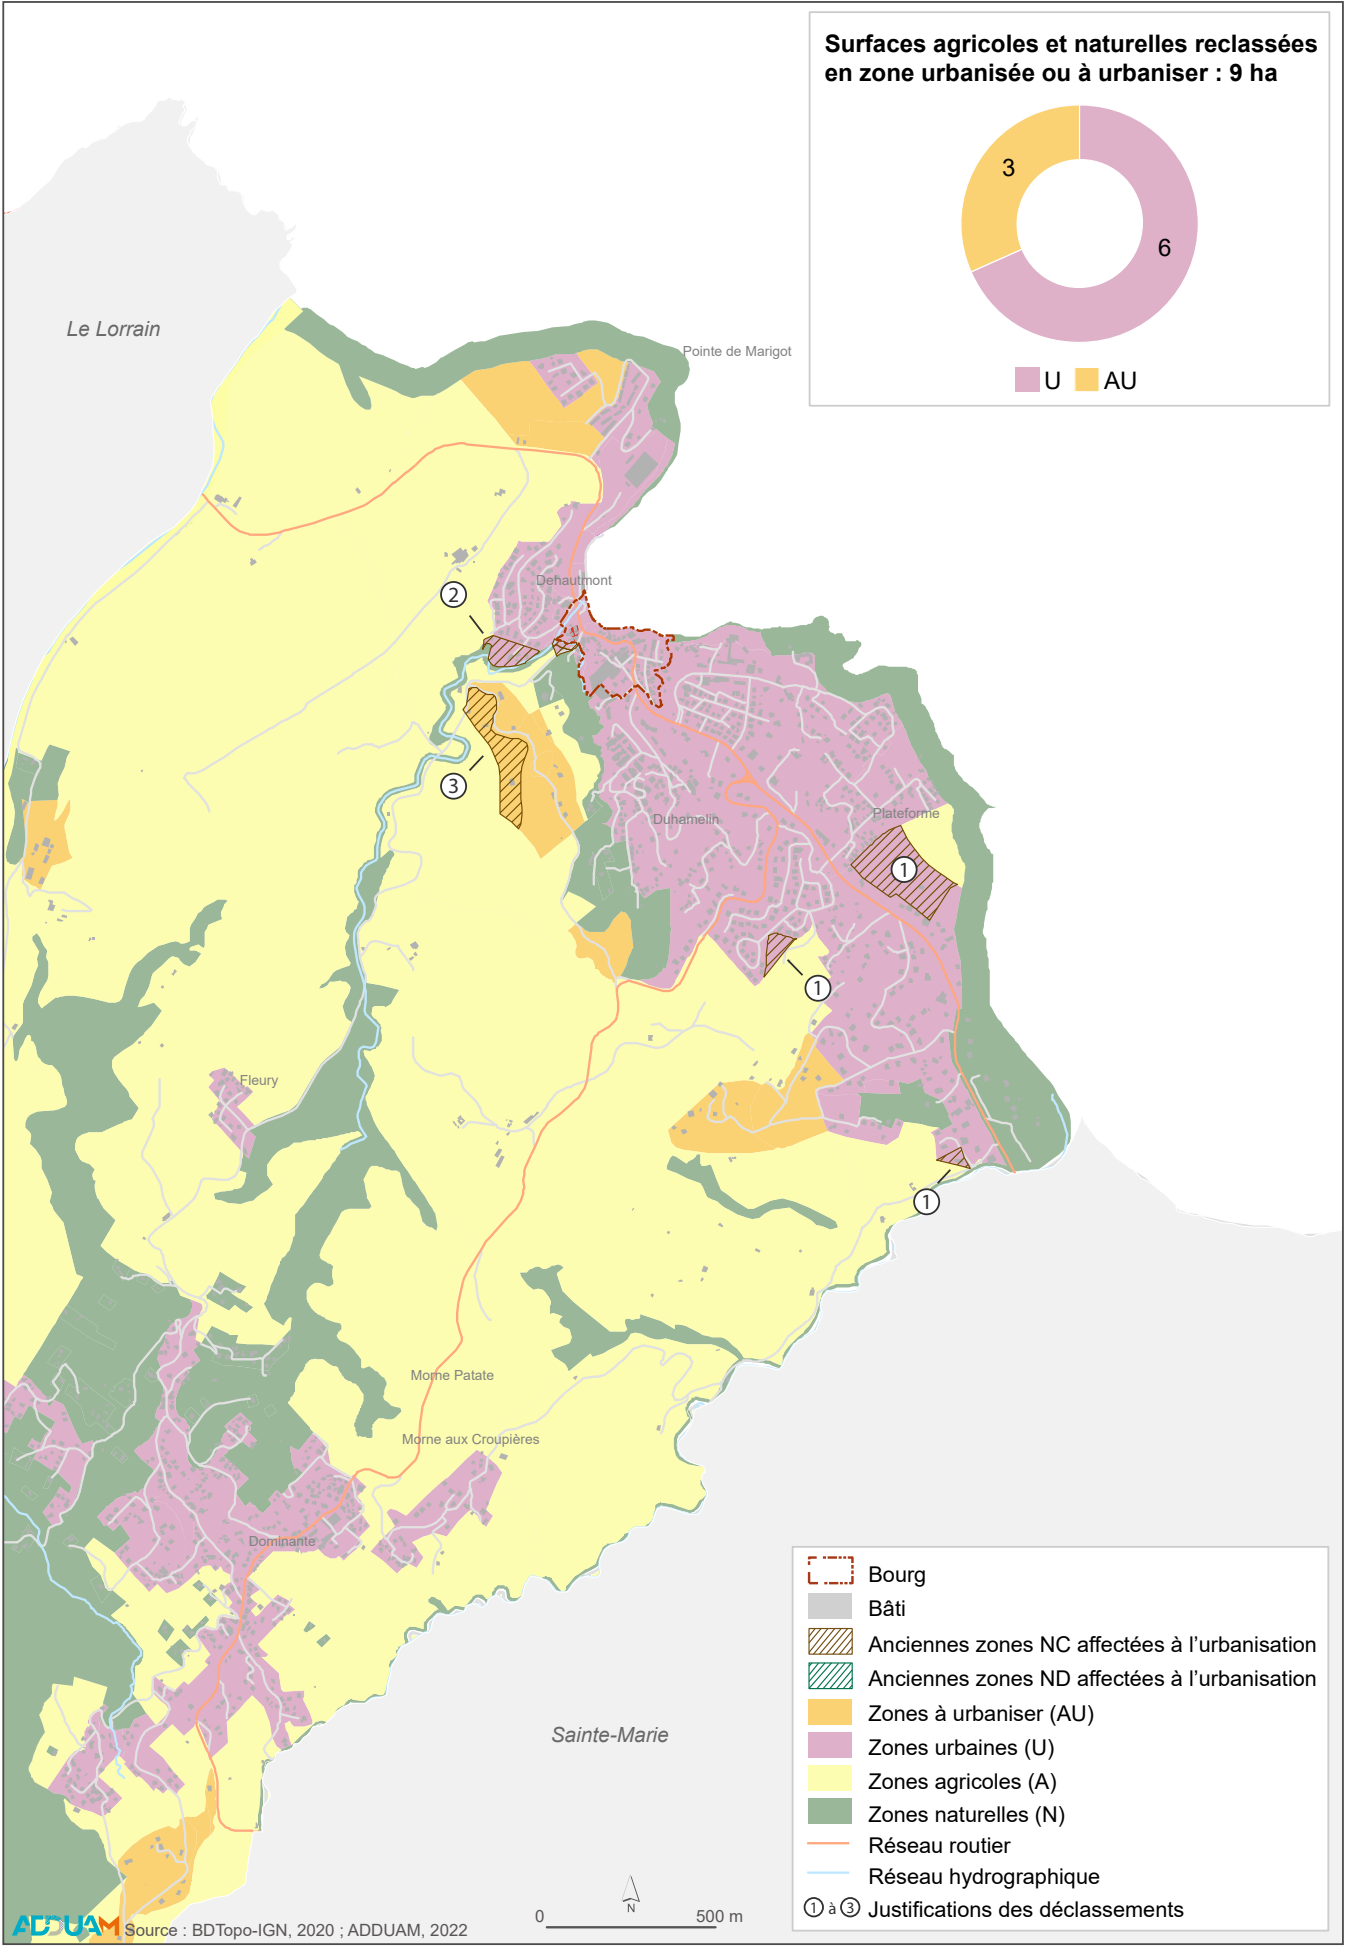 Surfaces agricoles et naturelles reclassées
en zone urbanisée ou à urbaniser : 9 ha
3
6
U
AU
Le Lorrain
Pointe de Marigot
Dehautmont
2
3
Duhamelin
Plateforme
1
1
Fleury
1
Morne Patate
Morne aux Croupières
Dominante
Sainte-Marie
Bourg
Bâti
Anciennes zones NC affectées à l’urbanisation
Anciennes zones ND affectées à l’urbanisation
Zones à urbaniser (AU)
Zones urbaines (U)
Zones agricoles (A)
Zones naturelles (N)
Réseau routier
Réseau hydrographique
1 à 3 Justifications des déclassements
N
0 500 m
ADDUAM Source : BDTopo-IGN, 2020 ; ADDUAM, 2022